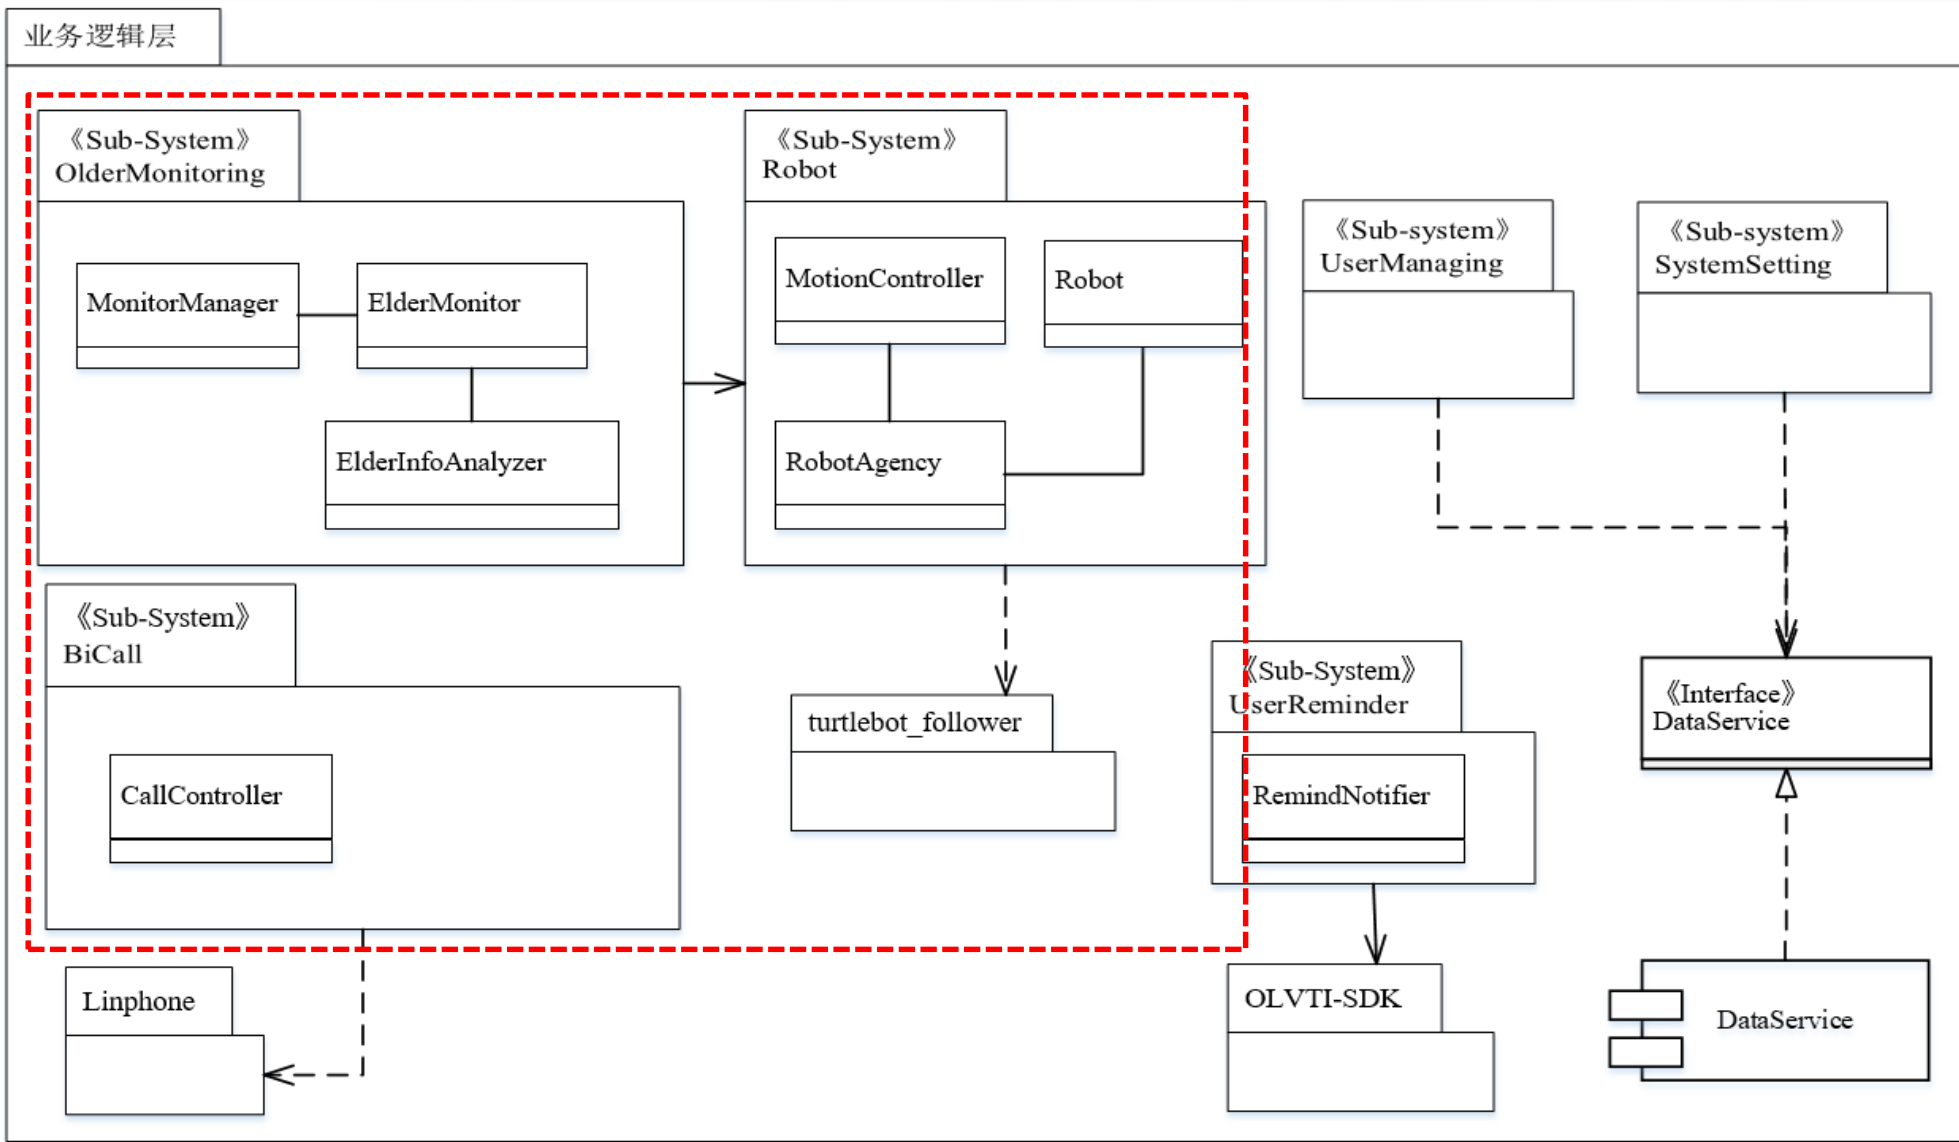 业务逻辑层
《Sub-System》
OlderMonitoring
MonitorManager
ElderMonitor
ElderInfoAnalyzer
《Sub-System》
Robot
MotionController
Robot
RobotAgency
《Sub-system》
UserManaging
《Sub-system》
SystemSetting
《Sub-System》
BiCall
CallController
turtlebot_follower
《Sub-System》
UserReminder
RemindNotifier
《Interface》
DataService
Linphone
OLVTI-SDK
DataService